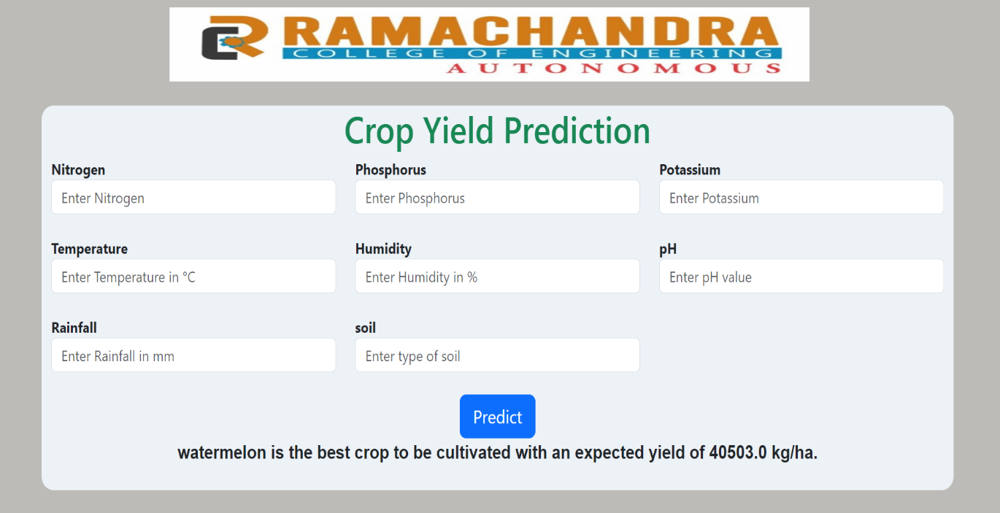 RAMACHANDRA
COLLEGE OF ENGINEERING
AUTONOMOUS
Crop Yield Prediction
Nitrogen Phosphorus Potassium
Enter Nitrogen Enter Phosphorus Enter Potassium
Temperature Humidity pH
Enter Temperature in °C Enter Humidity in % Enter pH value
Rainfall soil
Enter Rainfall in mm Enter type of soil
Predict
watermelon is the best crop to be cultivated with an expected yield of 40503.0 kg/ha.